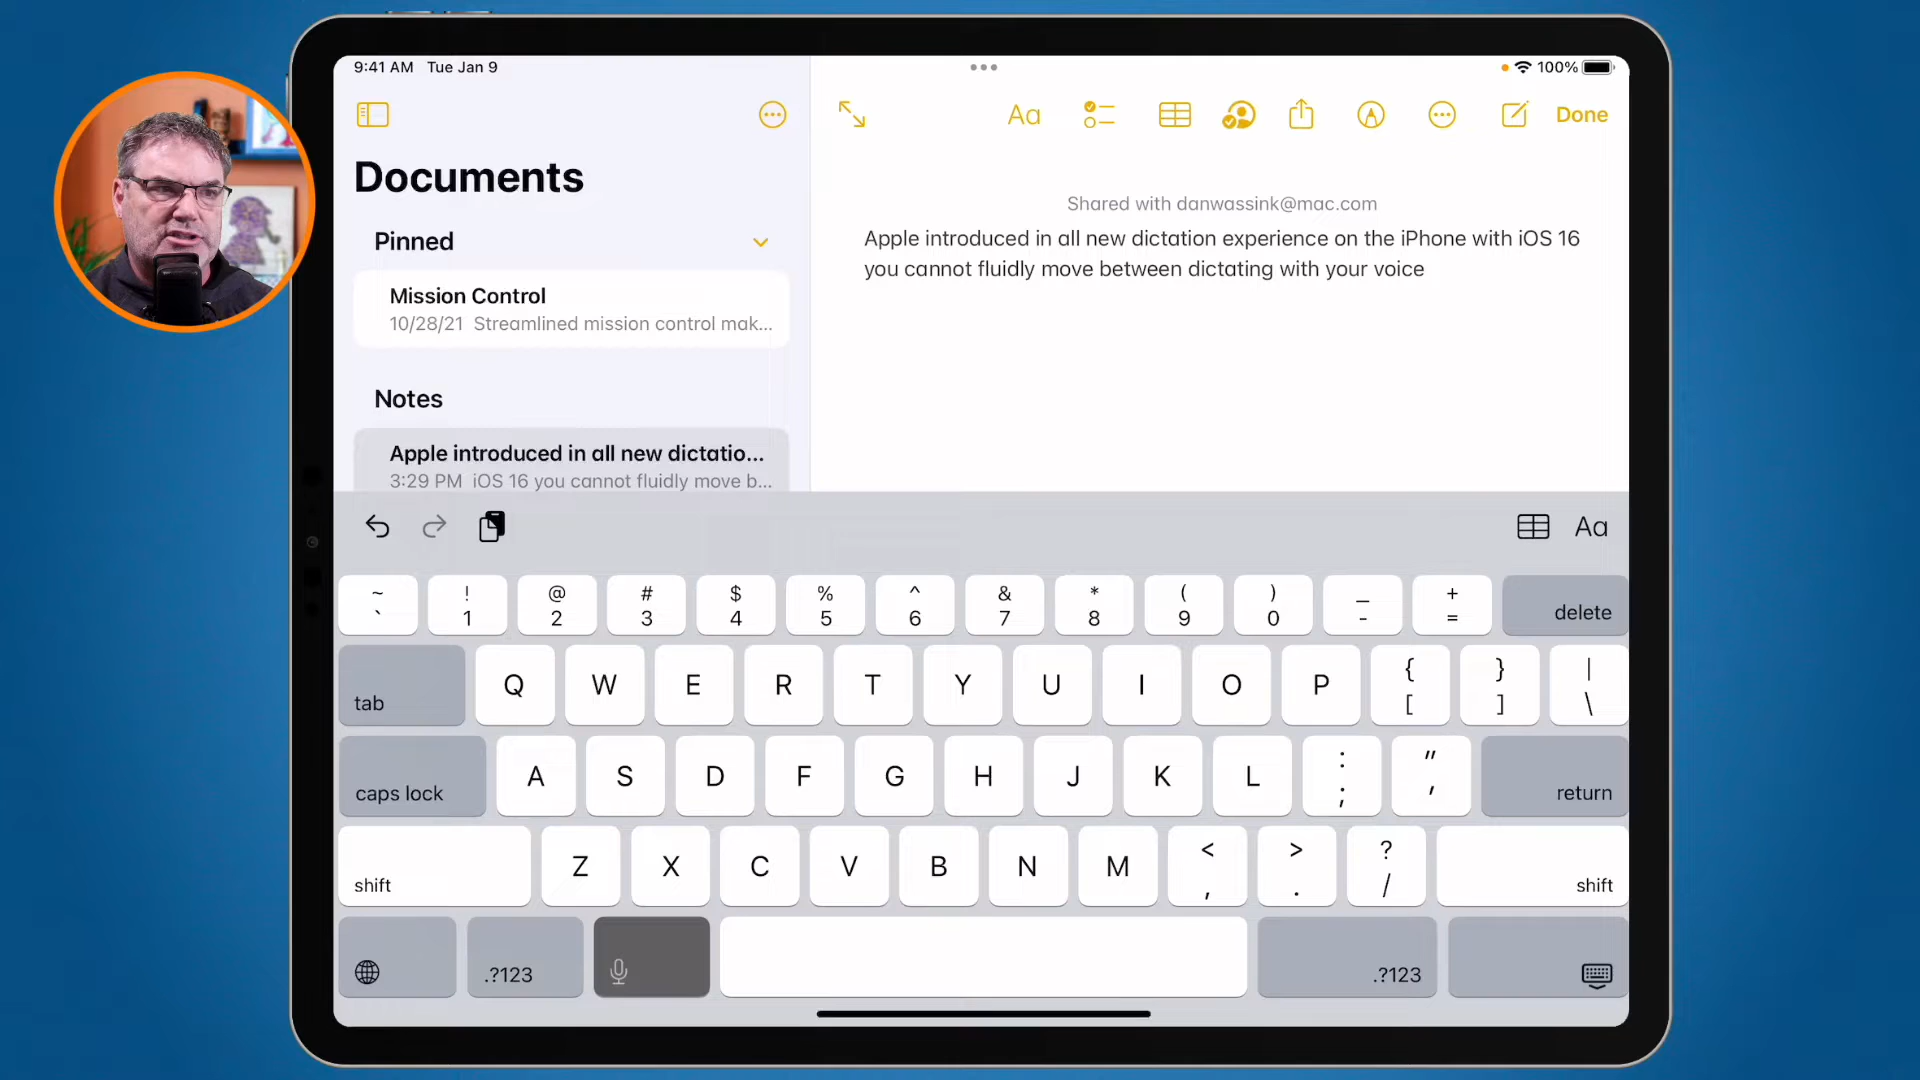 9:41 AM Tue Jan 9
100%
Documents
Pinned
Mission Control
10/28/21 Streamlined mission control mak...
Notes
Apple introduced in all new dictatio...
3:29 PM iOS 16 you cannot fluidly move b...
Aa
Done
Shared with danwassink@mac.com
Apple introduced in all new dictation experience on the iPhone with iOS 16
you cannot fluidly move between dictating with your voice
Aa
~ ! @ # $ % ^ & * ( ) _ +
` 1 2 3 4 5 6 7 8 9 0 - = delete
tab Q W E R T Y U I O P { [ } ] | \
caps lock A S D F G H J K L : ; " ' return
shift Z X C V B N M < , > . ? / shift
.?123 .?123